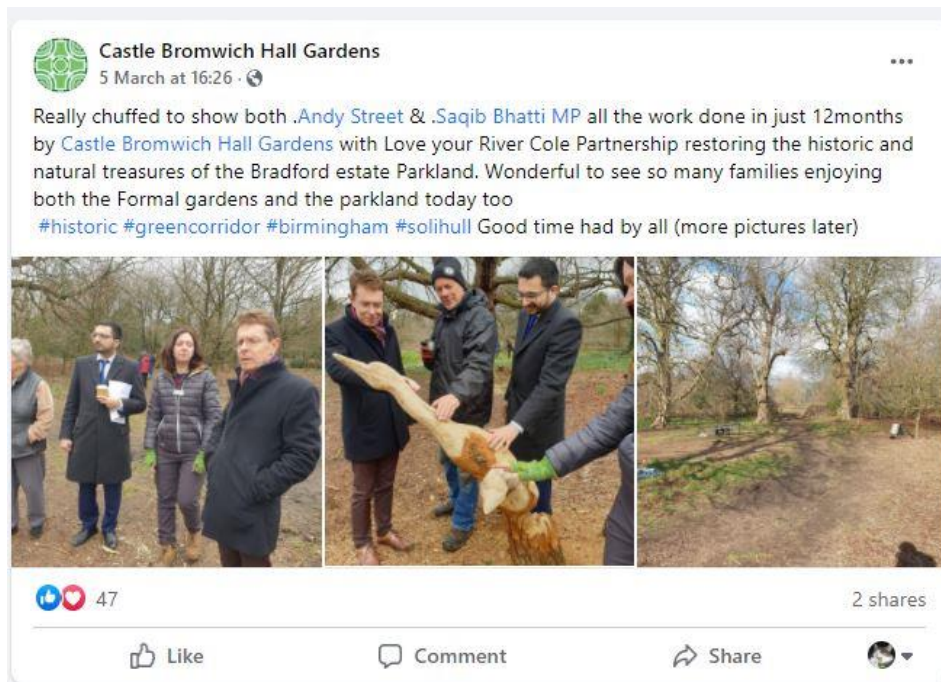 Castle Bromwich Hall Gardens
5 March at 16:26 ·
Really chuffed to show both .Andy Street & .Saqib Bhatti MP all the work done in just 12months
by Castle Bromwich Hall Gardens with Love your River Cole Partnership restoring the historic and
natural treasures of the Bradford estate Parkland. Wonderful to see so many families enjoying
both the Formal gardens and the parkland today too
#historic #greencorridor #birmingham #solihull Good time had by all (more pictures later)
47
2 shares
Like
Comment
Share